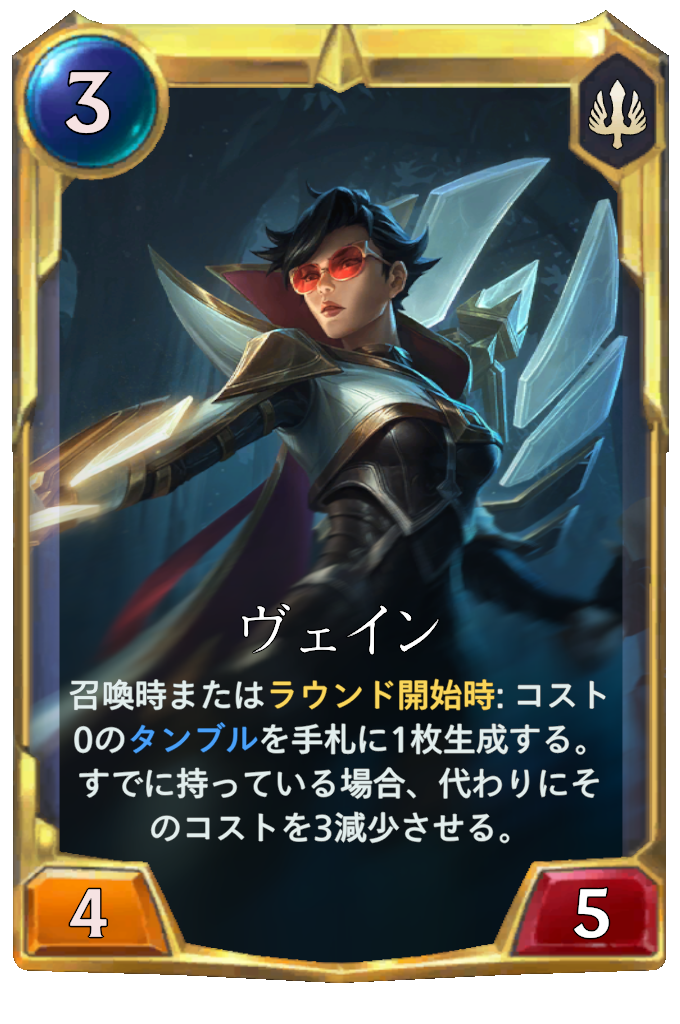 3
ヴェイン
召喚時またはラウンド開始時: コスト
0のタンブルを手札に1枚生成する。
すでに持っている場合、代わりにそ
のコストを3減少させる。
4
5